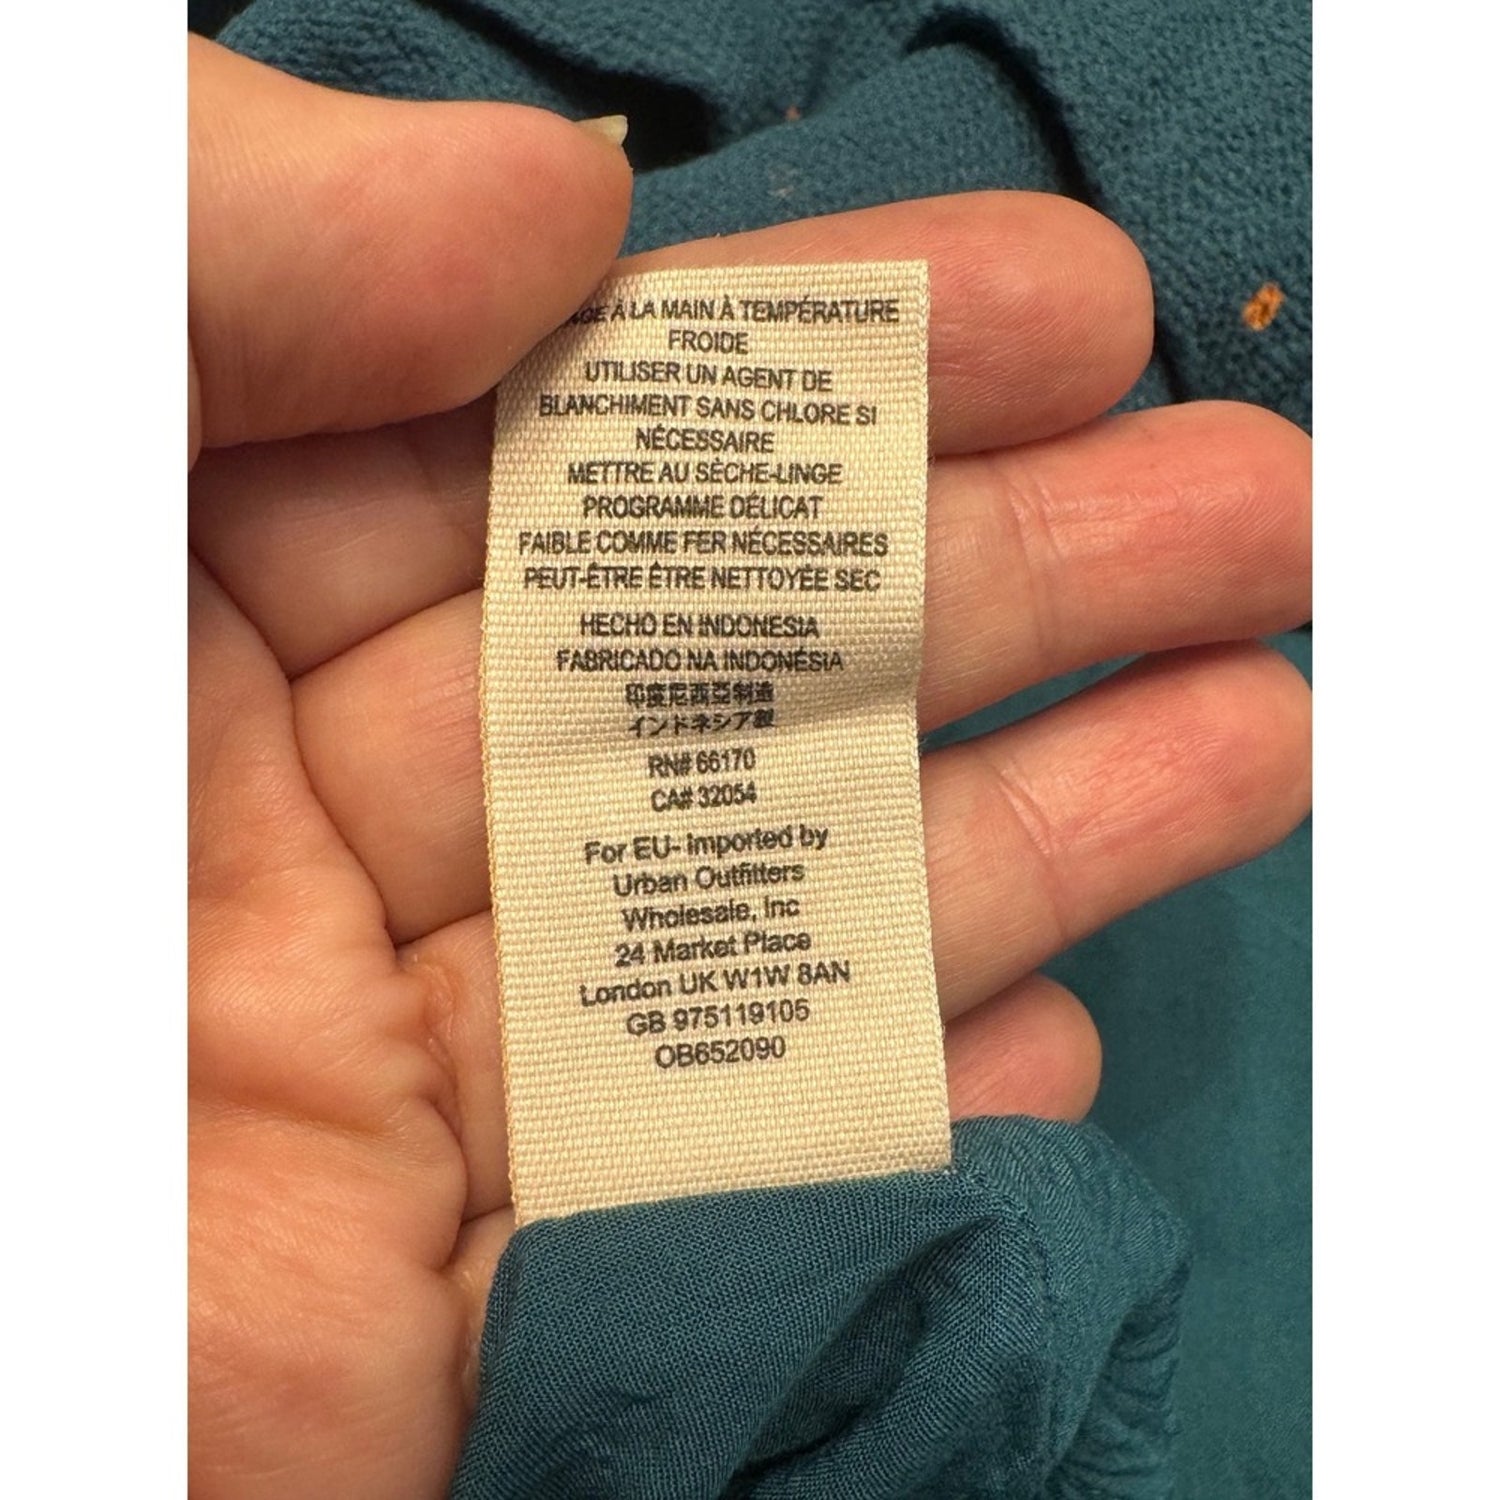 À LA MAIN À TEMPÉRATURE
FROIDE
UTILISER UN AGENT DE
BLANCHIMENT SANS CHLORE SI
NÉCESSAIRE
METTRE AU SÈCHE-LINGE
PROGRAMME DÉLICAT
FAIBLE COMME FER NÉCESSAIRES
PEUT-ÊTRE ÊTRE NETTOYÉE SEC
HECHO EN INDONESIA
FABRICADO NA INDONÉSIA
印度尼西亞制造
インドネシア製
RN# 66170
CA# 32054
For EU- imported by
Urban Outfitters
Wholesale, Inc
24 Market Place
London UK W1W 8AN
GB 975119105
OB652090